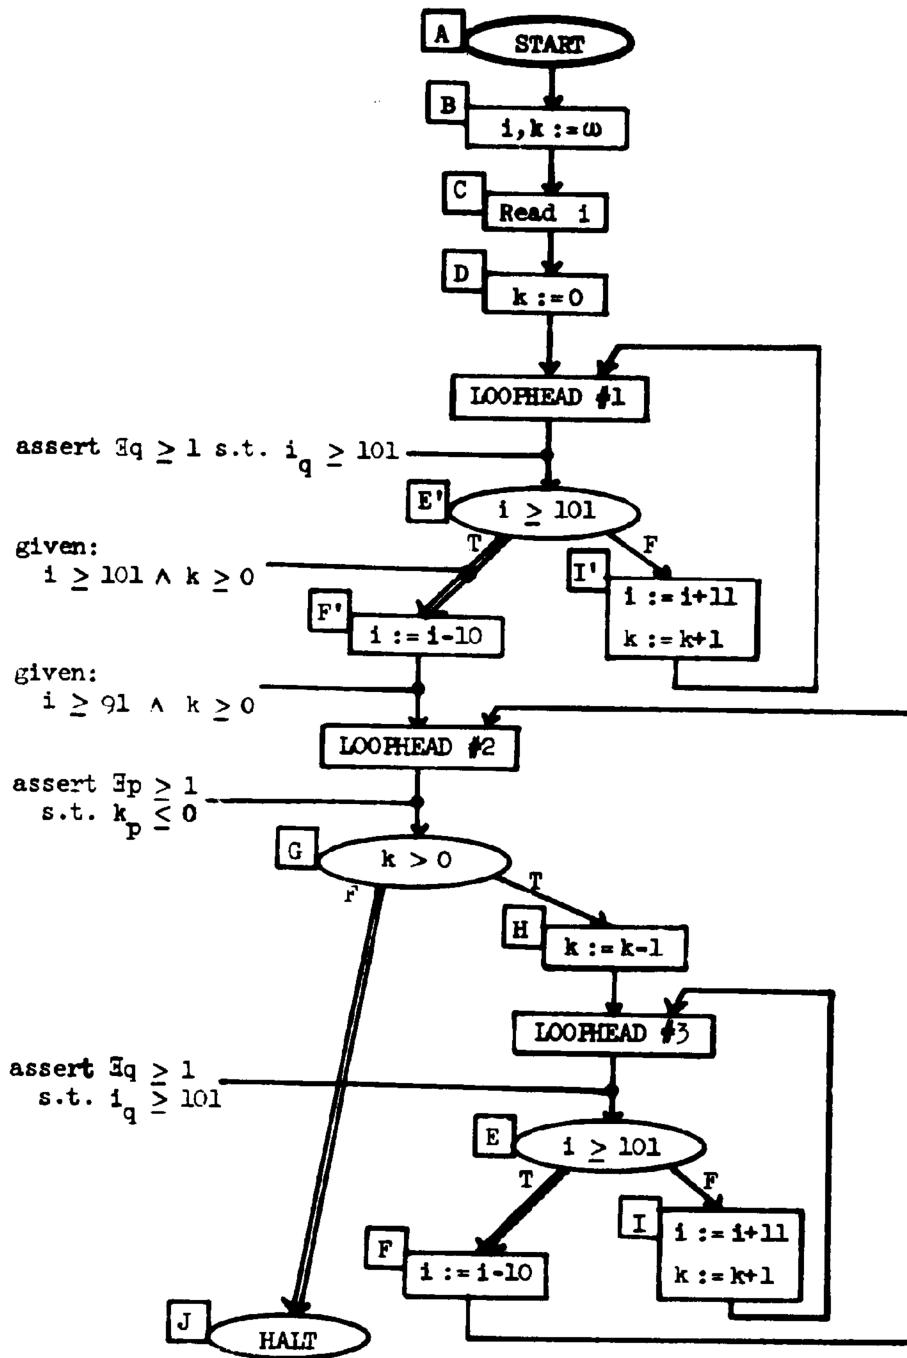 A
START
B
i,k := ω
C
Read i
D
k := 0
LOOPHEAD #1
assert ∃q ≥ 1 s.t. i_q ≥ 101
E'
i ≥ 101
T
F
given:
i ≥ 101 ∧ k ≥ 0
I'
i := i+11
k := k+1
F'
i := i-10
given:
i ≥ 91 ∧ k ≥ 0
LOOPHEAD #2
assert ∃p ≥ 1
s.t. k_p ≤ 0
G
k > 0
F
T
H
k := k-1
LOOPHEAD #3
assert ∃q ≥ 1
s.t. i_q ≥ 101
E
i ≥ 101
T
F
I
i := i+11
k := k+1
F
i := i-10
J
HALT